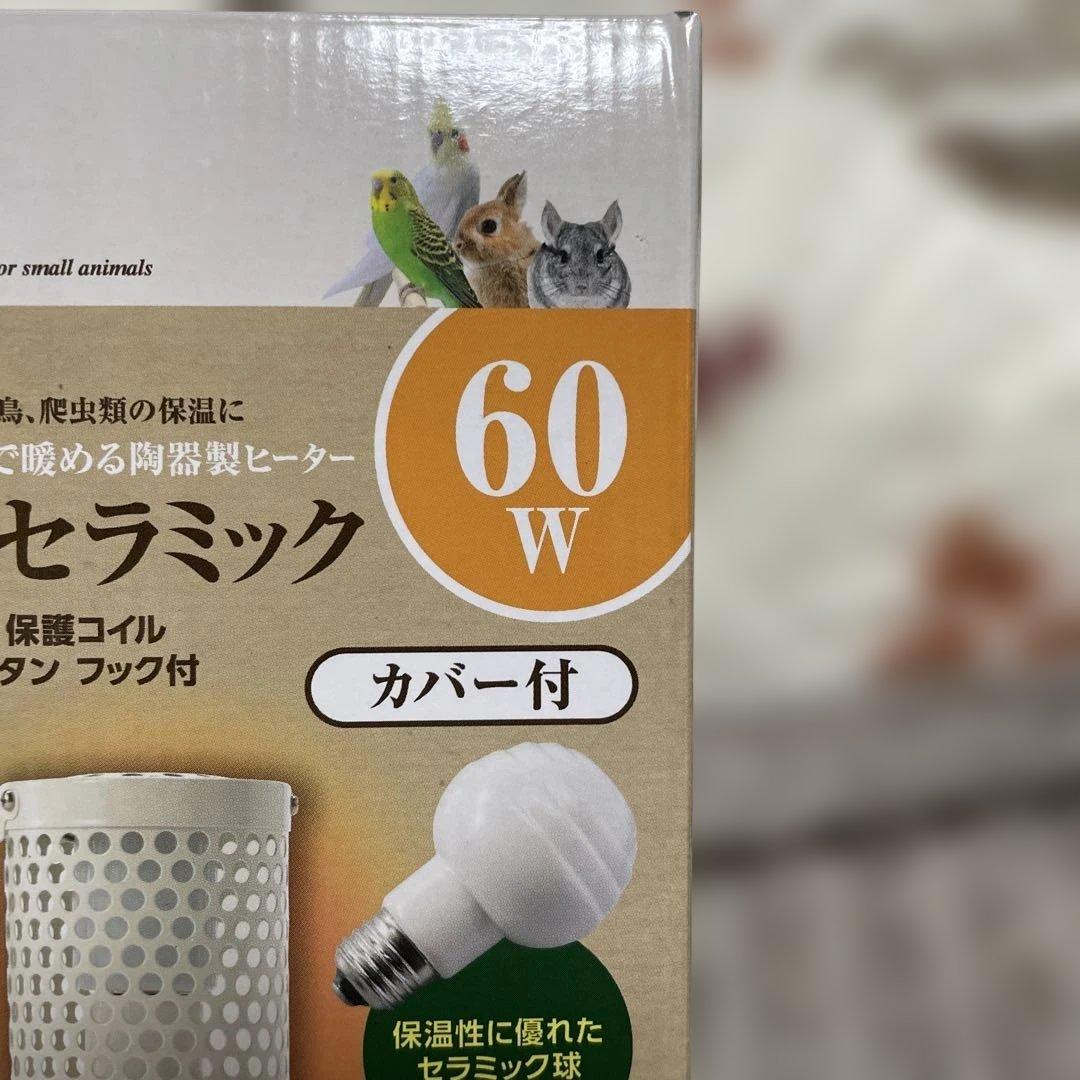 or small animals
60
W
鳥、爬虫類の保温に
で暖める陶器製ヒーター
セラミック
保護コイル
タン フック付
カバー付
保温性に優れた
セラミック球